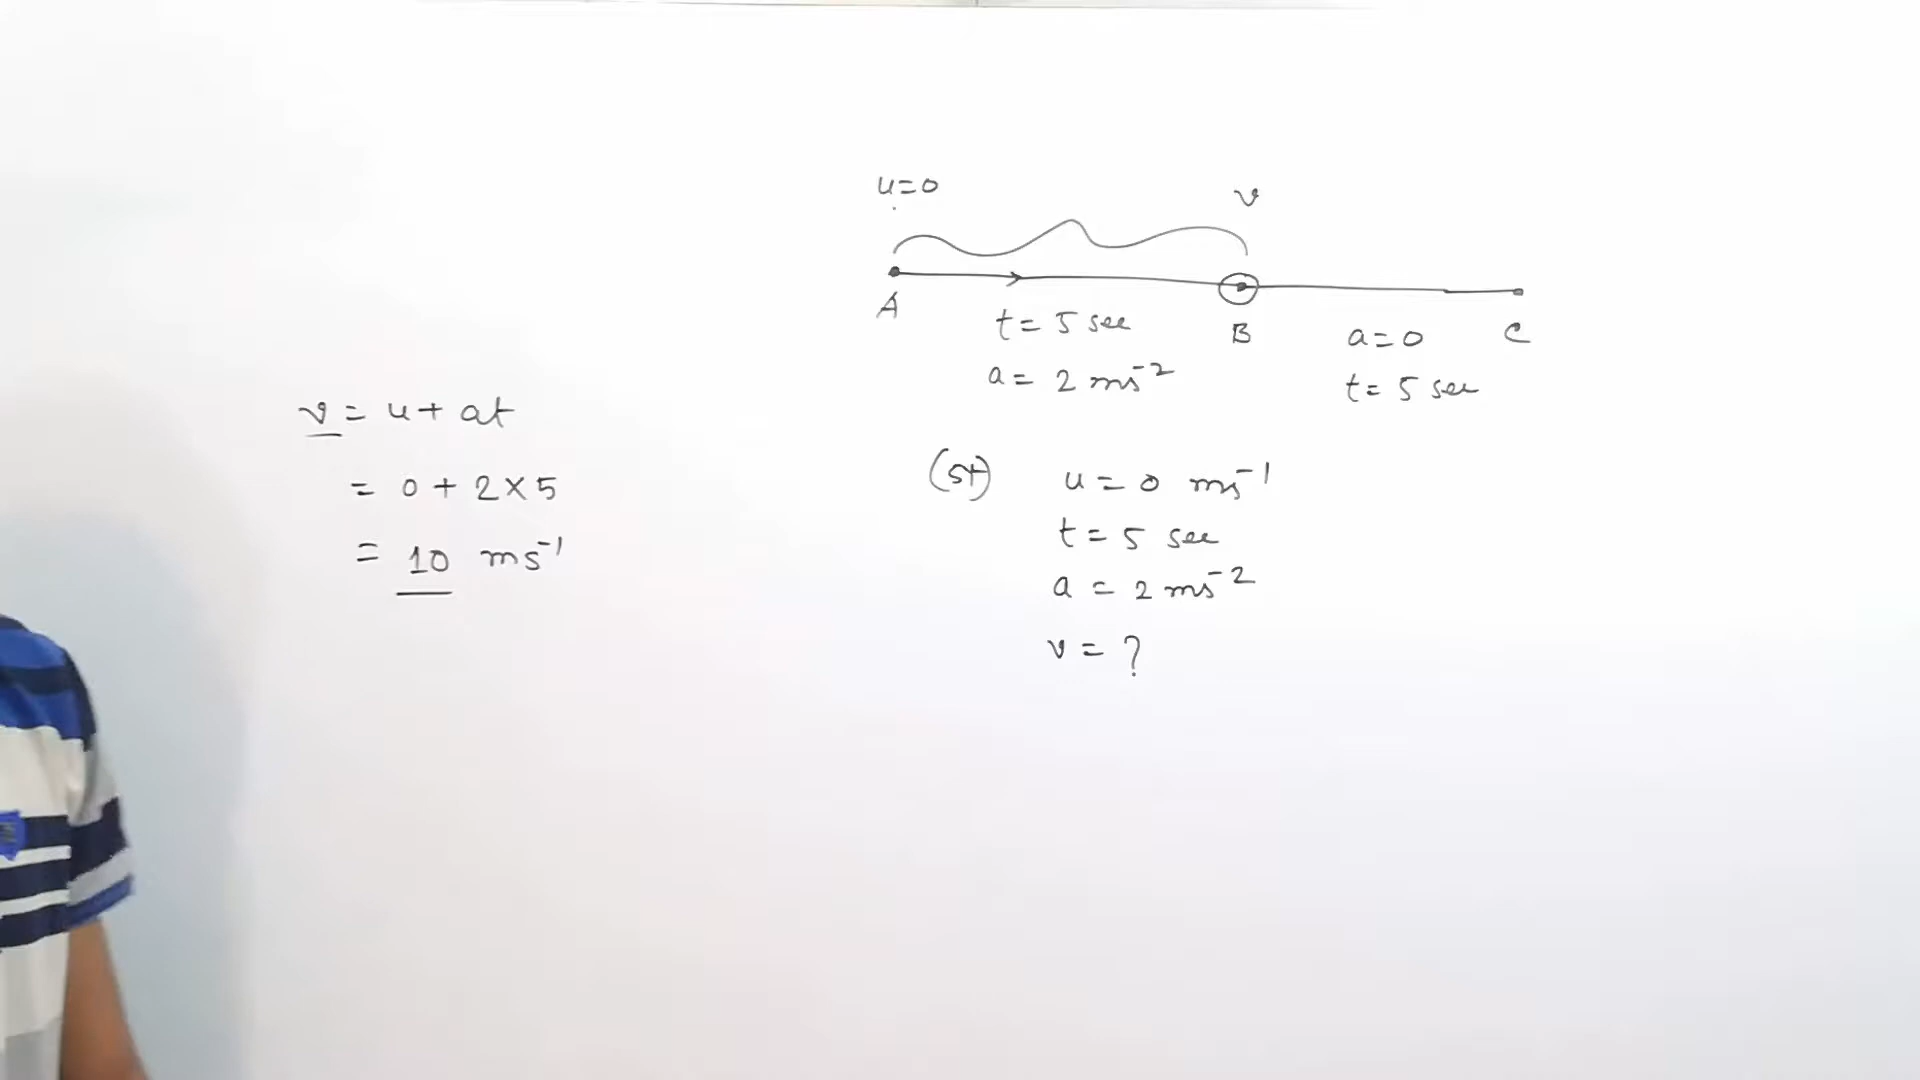 u=0
v
A
B
C
t= 5 sec
a= 2 ms⁻²
a=0
t= 5 sec
v = u+ at
= 0+ 2×5
= 10 ms⁻¹
u = 0 ms⁻¹
t = 5 sec
a = 2 ms⁻²
v = ?